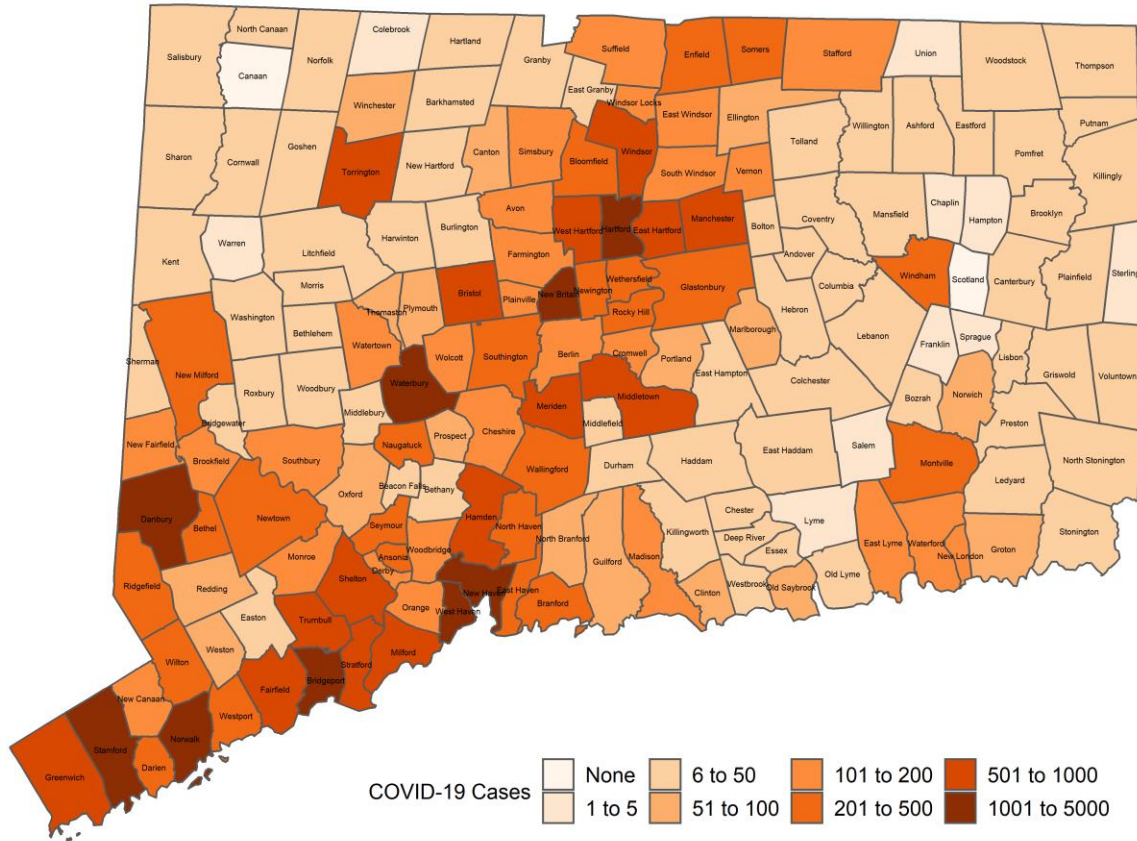 North Canaan
Colebrook
Hartland
Suffield
Enfield
Somers
Stafford
Union
Woodstock
Thompson
Salisbury
Canaan
Norfolk
Granby
East Granby
Winchester
Barkhamsted
Windsor Locks
East Windsor
Ellington
Willington
Ashford
Eastford
Putnam
Sharon
Cornwall
Goshen
Torrington
New Hartford
Canton
Simsbury
Bloomfield
Windsor
South Windsor
Vernon
Tolland
Pomfret
Killingly
Kent
Warren
Litchfield
Harwinton
Burlington
Avon
Farmington
West Hartford
Hartford
East Hartford
Manchester
Bolton
Coventry
Andover
Mansfield
Chaplin
Hampton
Brooklyn
Morris
Washington
Bethlehem
Thomaston
Plymouth
Bristol
Plainville
New Britain
Newington
Wethersfield
Rocky Hill
Glastonbury
Hebron
Columbia
Windham
Scotland
Canterbury
Plainfield
Sterling
Sherman
New Milford
Roxbury
Woodbury
Watertown
Waterbury
Wolcott
Southington
Berlin
Cromwell
Portland
Marlborough
East Hampton
Colchester
Lebanon
Franklin
Sprague
Lisbon
Griswold
Voluntown
Bridgewater
Middlebury
Meriden
Middletown
Middlefield
Bozrah
Norwich
Preston
New Fairfield
Brookfield
Southbury
Naugatuck
Prospect
Cheshire
Wallingford
Durham
Haddam
East Haddam
Salem
Montville
North Stonington
Ledyard
Danbury
Bethel
Newtown
Oxford
Beacon Falls
Bethany
Hamden
North Haven
North Branford
Guilford
Madison
Killingworth
Chester
Deep River
Essex
Lyme
East Lyme
Waterford
New London
Groton
Stonington
Ridgefield
Redding
Monroe
Seymour
Ansonia
Derby
Woodbridge
New Haven
East Haven
Branford
Clinton
Westbrook
Old Saybrook
Old Lyme
Easton
Shelton
Orange
West Haven
Wilton
Weston
Trumbull
Stratford
Milford
New Canaan
Westport
Fairfield
Bridgeport
Greenwich
Stamford
Darien
Norwalk
COVID-19 Cases
None
6 to 50
101 to 200
501 to 1000
1 to 5
51 to 100
201 to 500
1001 to 5000